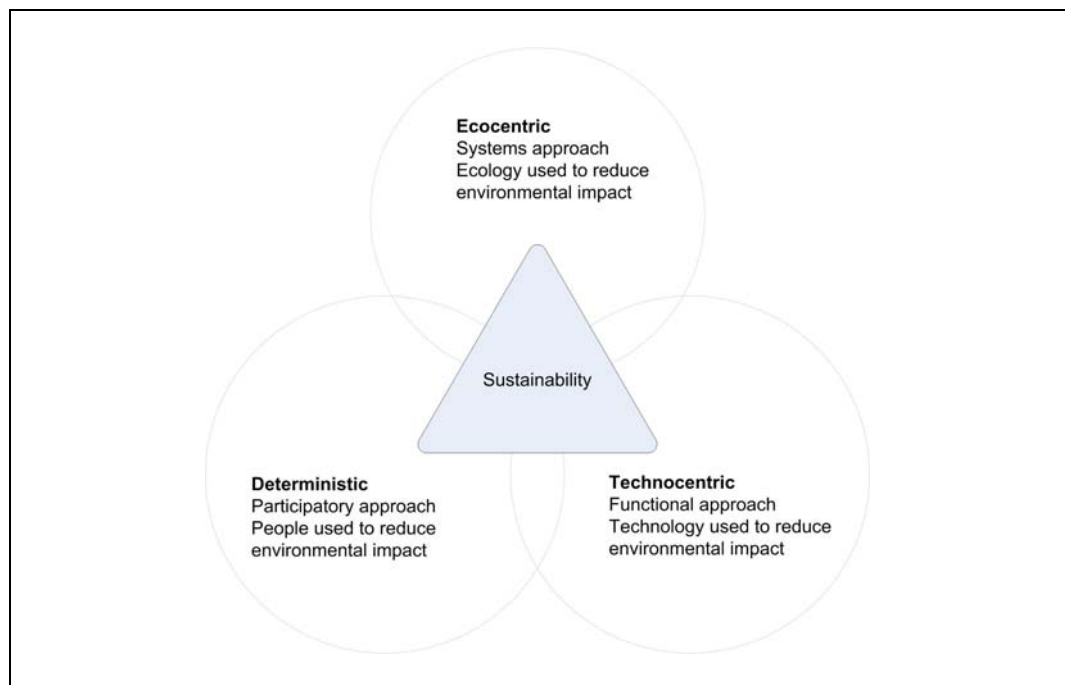 Ecocentric
Systems approach
Ecology used to reduce
environmental impact
Sustainability
Deterministic
Participatory approach
People used to reduce
environmental impact
Technocentric
Functional approach
Technology used to reduce
environmental impact